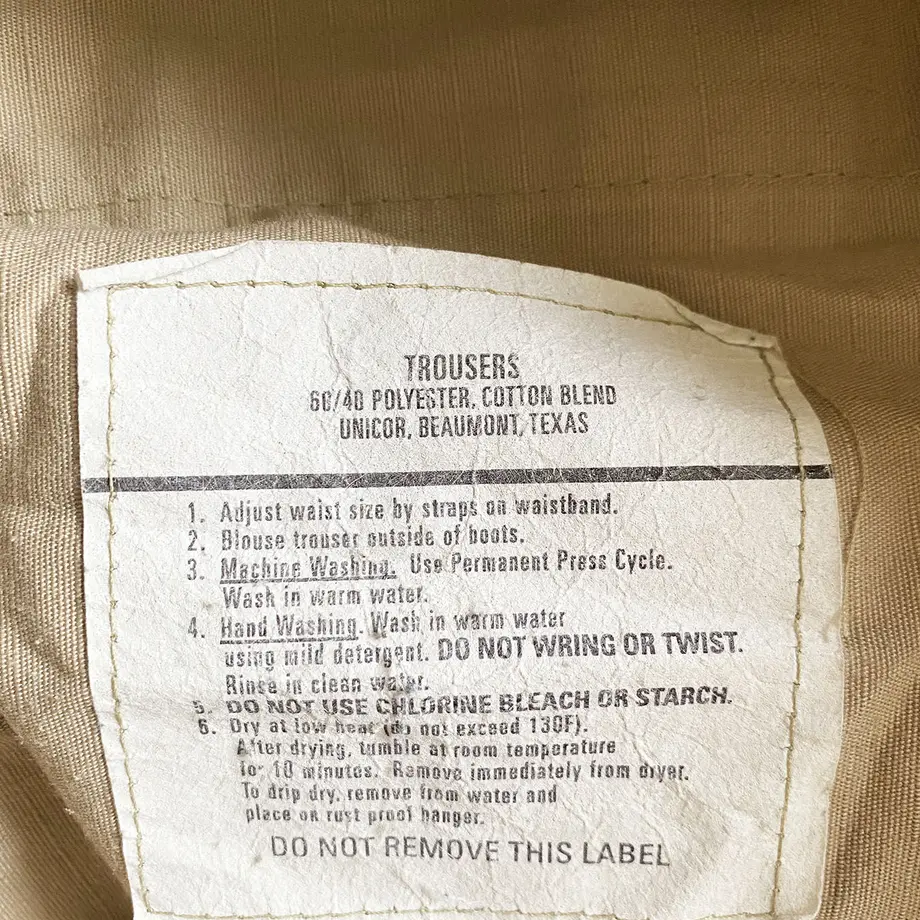 TROUSERS
60/40 POLYESTER, COTTON BLEND
UNICOR, BEAUMONT, TEXAS
1. Adjust waist size by straps on waistband.
2. Blouse trouser outside of boots.
3. Machine Washing. Use Permanent Press Cycle.
Wash in warm water.
4. Hand Washing. Wash in warm water
using mild detergent. DO NOT WRING OR TWIST.
Rinse in clean water.
5. DO NOT USE CHLORINE BLEACH OR STARCH.
6. Dry at low heat (do not exceed 130F).
After drying, tumble at room temperature
for 10 minutes. Remove immediately from dryer.
To drip dry, remove from water and
place on rust proof hanger.
DO NOT REMOVE THIS LABEL